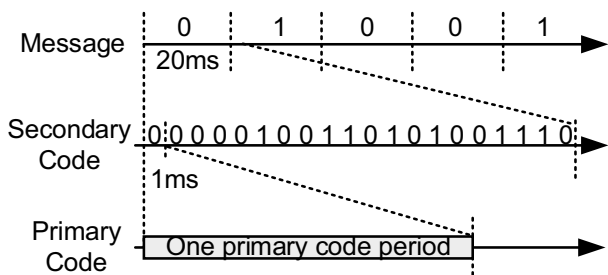 0 1 0 0 1
Message
20ms
Secondary Code
0 0 0 0 0 1 0 0 1 1 0 1 0 1 0 0 1 1 1 0
1ms
Primary Code
One primary code period